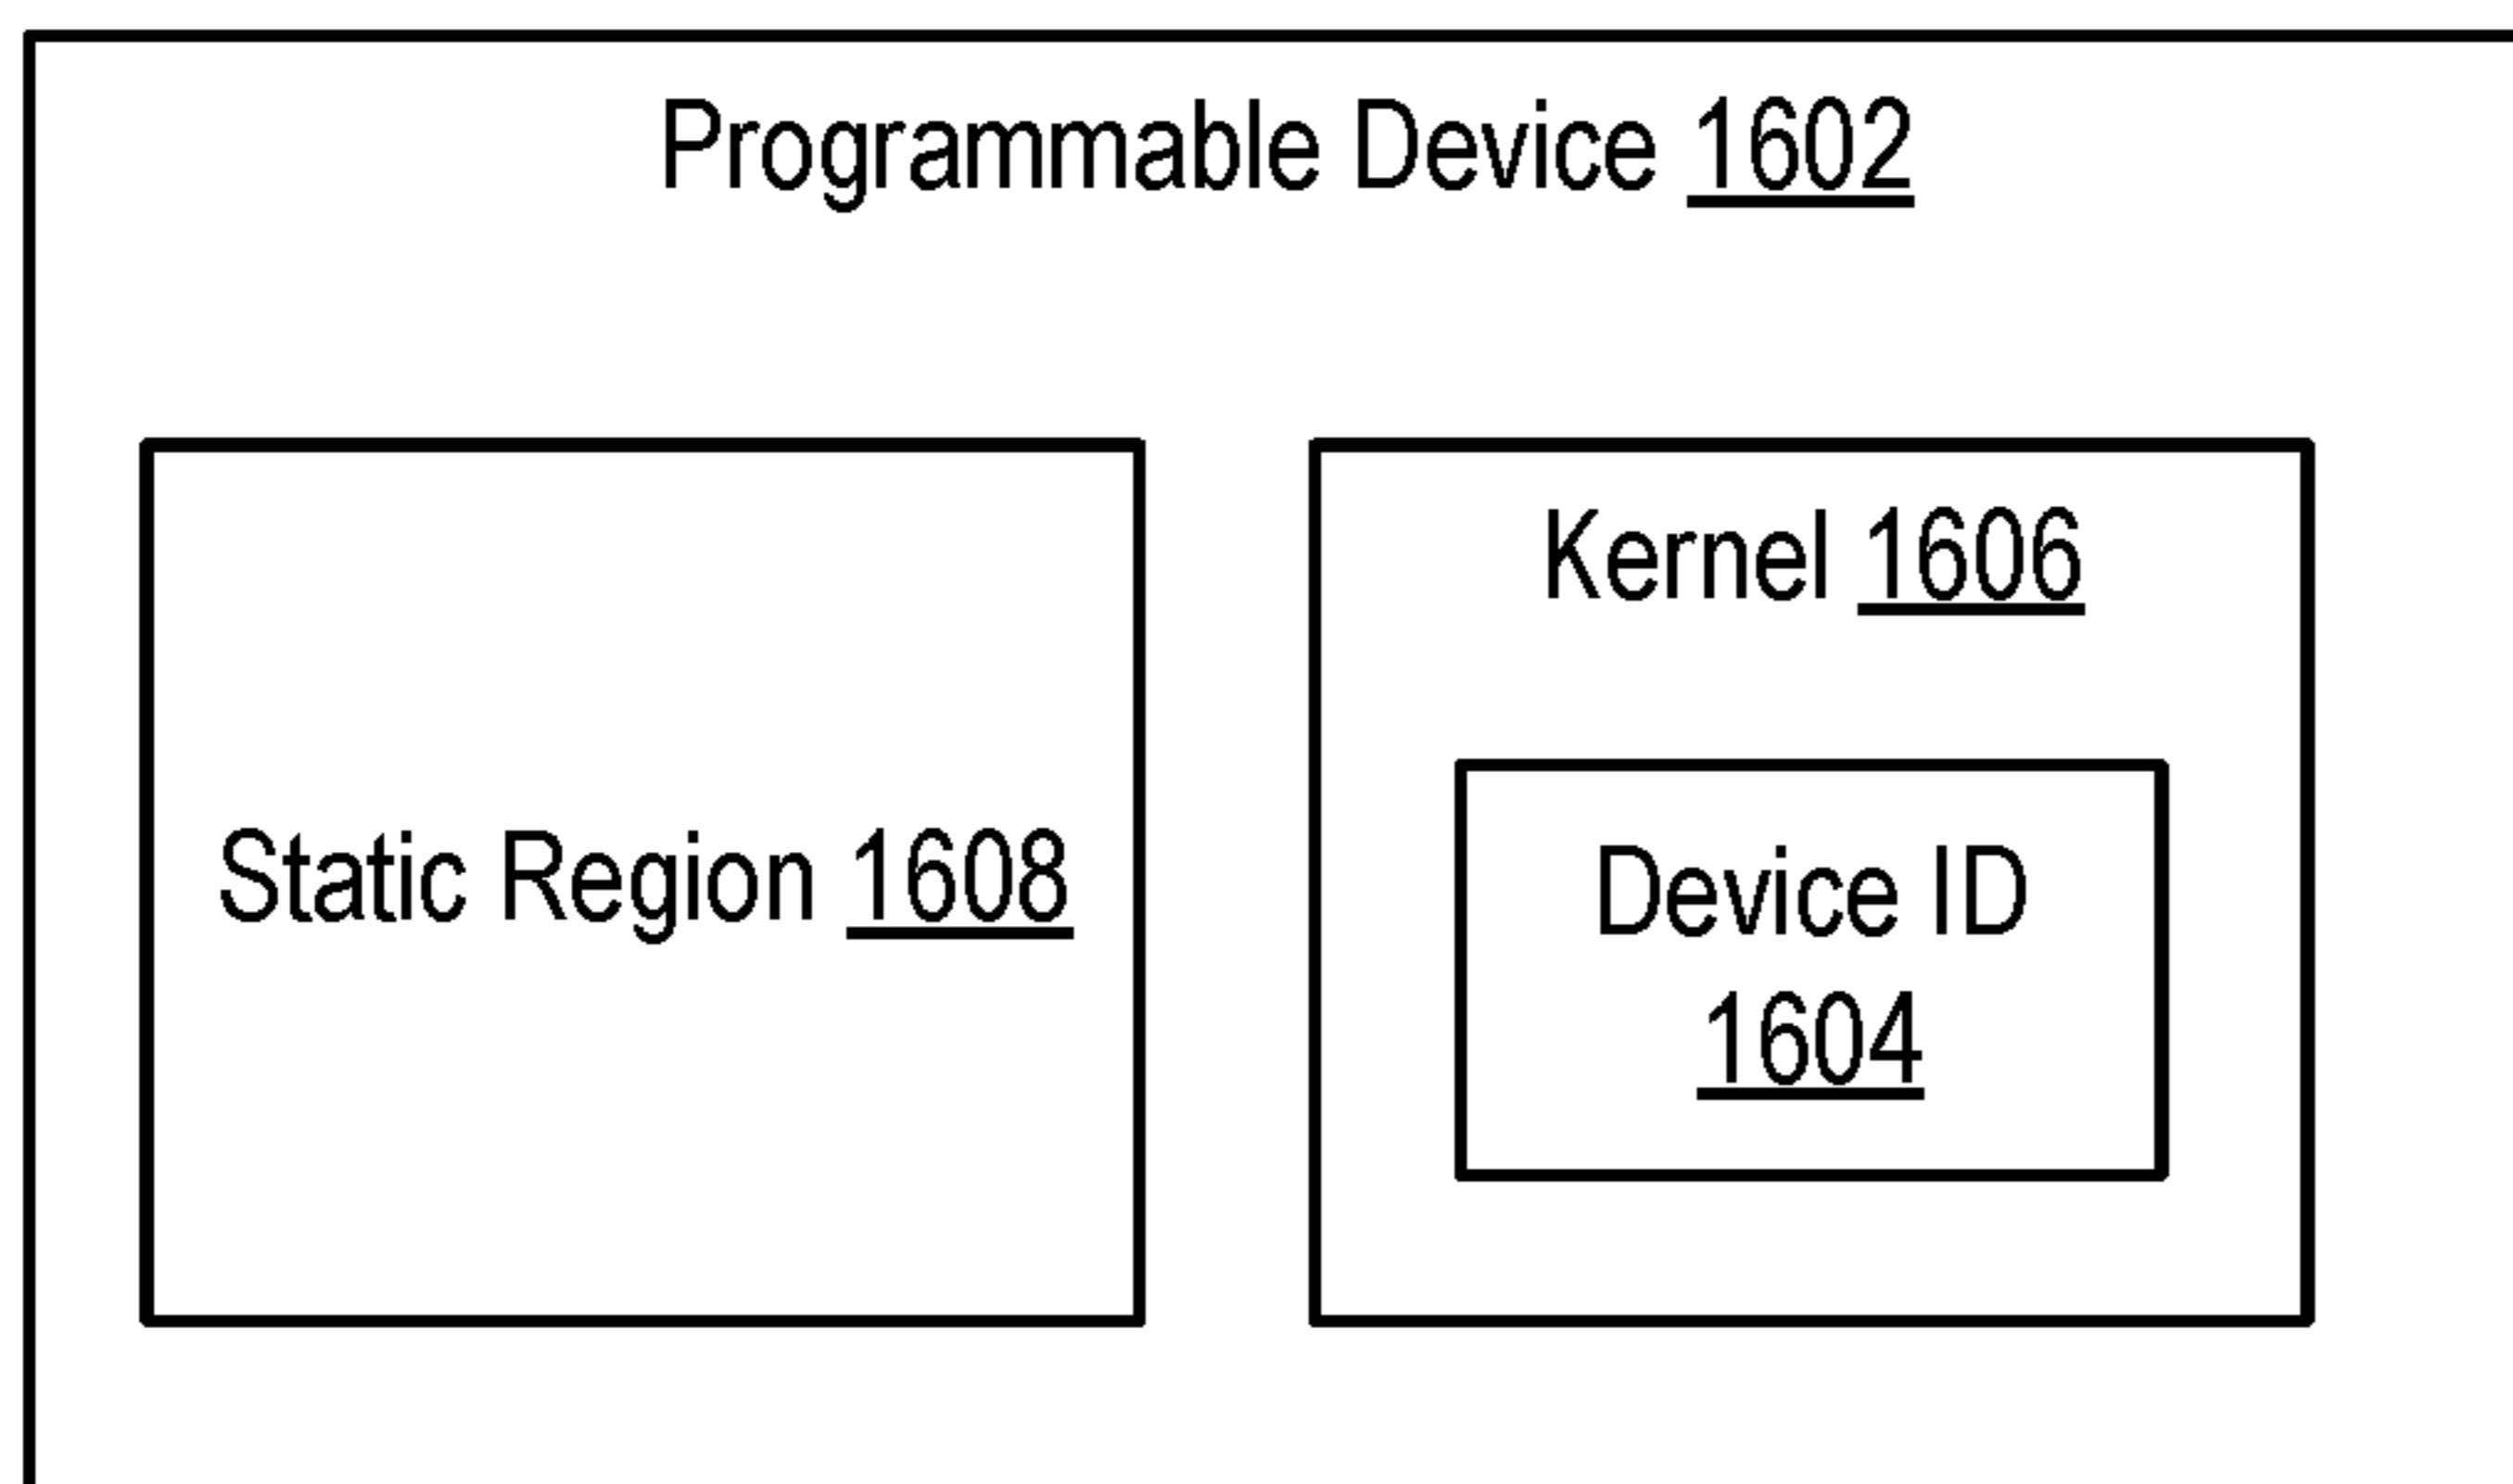 Programmable Device 1602
Static Region 1608
Kernel 1606
Device ID
1604